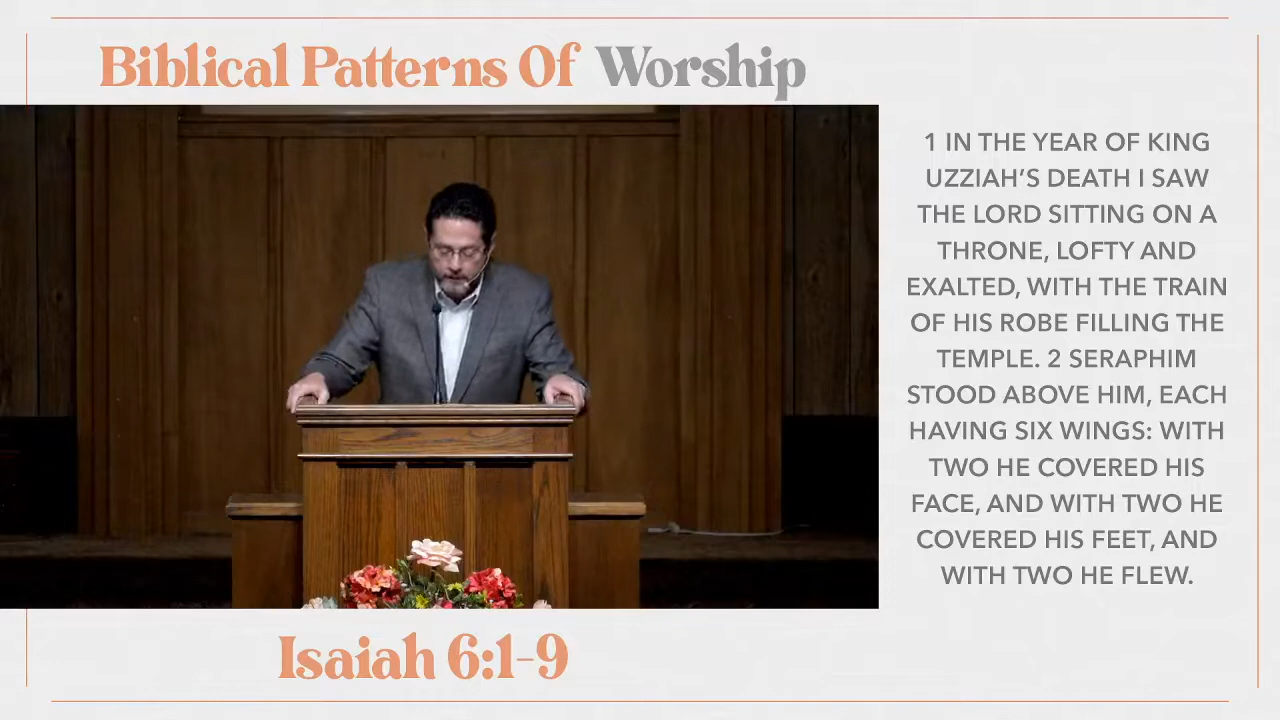 Biblical Patterns Of Worship
1 IN THE YEAR OF KING
UZZIAH’S DEATH I SAW
THE LORD SITTING ON A
THRONE, LOFTY AND
EXALTED, WITH THE TRAIN
OF HIS ROBE FILLING THE
TEMPLE. 2 SERAPHIM
STOOD ABOVE HIM, EACH
HAVING SIX WINGS: WITH
TWO HE COVERED HIS
FACE, AND WITH TWO HE
COVERED HIS FEET, AND
WITH TWO HE FLEW.
Isaiah 6:1-9